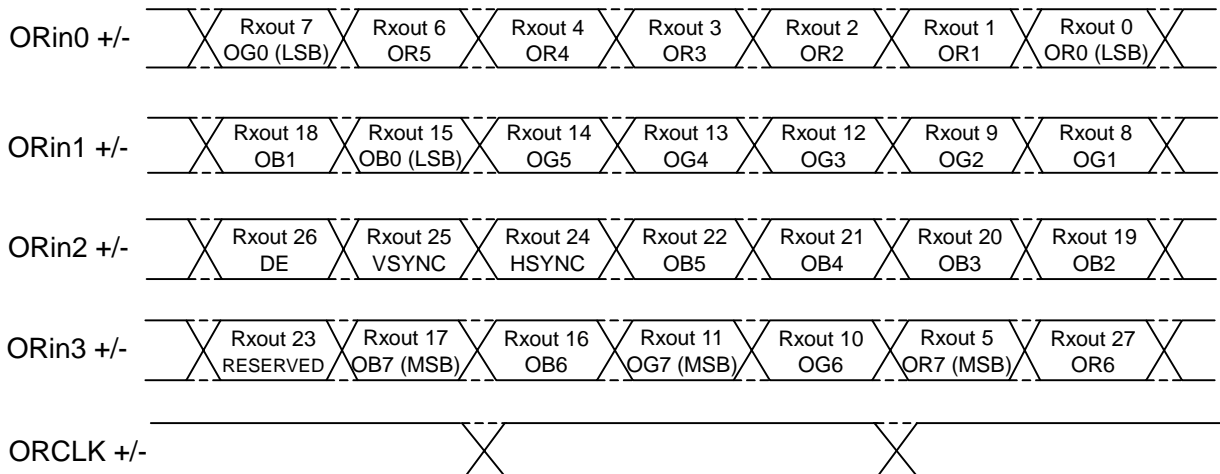 ORin0 +/-
Rxout 7 Rxout 6 Rxout 4 Rxout 3 Rxout 2 Rxout 1 Rxout 0
OG0 (LSB) OR5 OR4 OR3 OR2 OR1 OR0 (LSB)
ORin1 +/-
Rxout 18 Rxout 15 Rxout 14 Rxout 13 Rxout 12 Rxout 9 Rxout 8
OB1 OB0 (LSB) OG5 OG4 OG3 OG2 OG1
ORin2 +/-
Rxout 26 Rxout 25 Rxout 24 Rxout 22 Rxout 21 Rxout 20 Rxout 19
DE VSYNC HSYNC OB5 OB4 OB3 OB2
ORin3 +/-
Rxout 23 Rxout 17 Rxout 16 Rxout 11 Rxout 10 Rxout 5 Rxout 27
RESERVED OB7 (MSB) OB6 OG7 (MSB) OG6 OR7 (MSB) OR6
ORCLK +/-